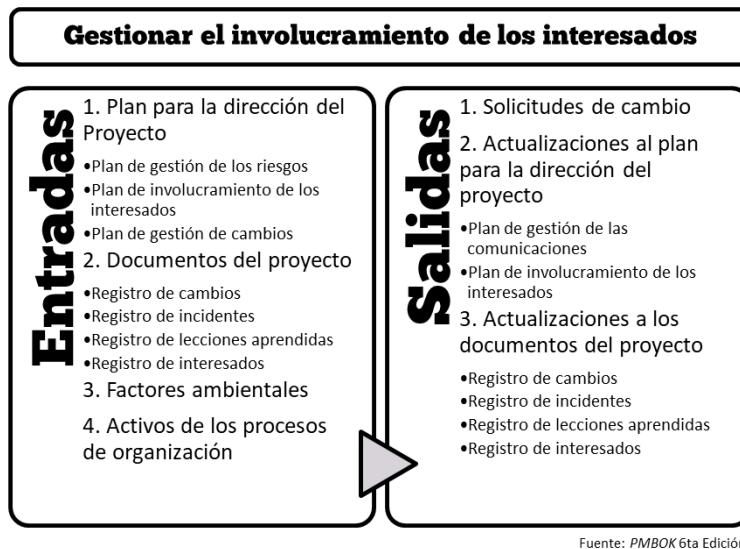 Gestionar el involucramiento de los interesados
Entradas
1. Plan para la dirección del
Proyecto
•Plan de gestión de los riesgos
•Plan de involucramiento de los
interesados
•Plan de gestión de cambios
2. Documentos del proyecto
•Registro de cambios
•Registro de incidentes
•Registro de lecciones aprendidas
•Registro de interesados
3. Factores ambientales
4. Activos de los procesos
de organización
Salidas
1. Solicitudes de cambio
2. Actualizaciones al plan
para la dirección del
proyecto
•Plan de gestión de las
comunicaciones
•Plan de involucramiento de los
interesados
3. Actualizaciones a los
documentos del proyecto
•Registro de cambios
•Registro de incidentes
•Registro de lecciones aprendidas
•Registro de interesados
Fuente: PMBOK 6ta Edición